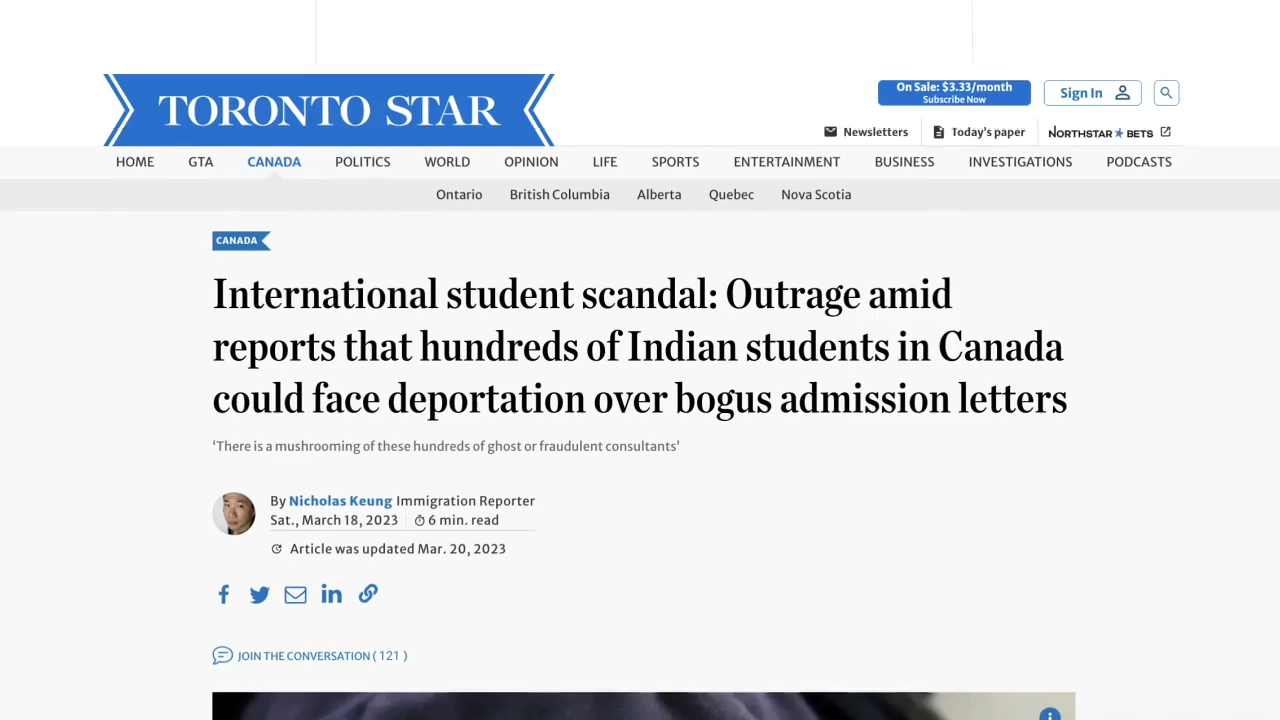 TORONTO STAR
On Sale: $3.33/month
Subscribe Now
Sign In
Newsletters
Today's paper
NORTHSTAR BETS
HOME GTA CANADA POLITICS WORLD OPINION LIFE SPORTS ENTERTAINMENT BUSINESS INVESTIGATIONS PODCASTS
Ontario British Columbia Alberta Quebec Nova Scotia
CANADA
International student scandal: Outrage amid
reports that hundreds of Indian students in Canada
could face deportation over bogus admission letters
‘There is a mushrooming of these hundreds of ghost or fraudulent consultants’
By Nicholas Keung Immigration Reporter
Sat., March 18, 2023 6 min. read
Article was updated Mar. 20, 2023
JOIN THE CONVERSATION ( 121 )